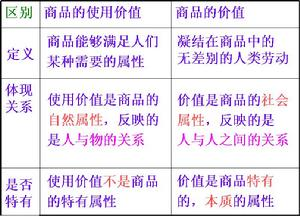 区别 商品的使用价值 商品的价值
定义 商品能够满足人们 凝结在商品中的
某种需要的属性 无差别的人类劳动
体现 使用价值是商品的 价值是商品的社会
关系 自然属性，反映的 属性，反映的是
是人与物的关系 人与人之间的关系
是否 使用价值不是商品 价值是商品特有
特有 的特有属性 的，本质的属性